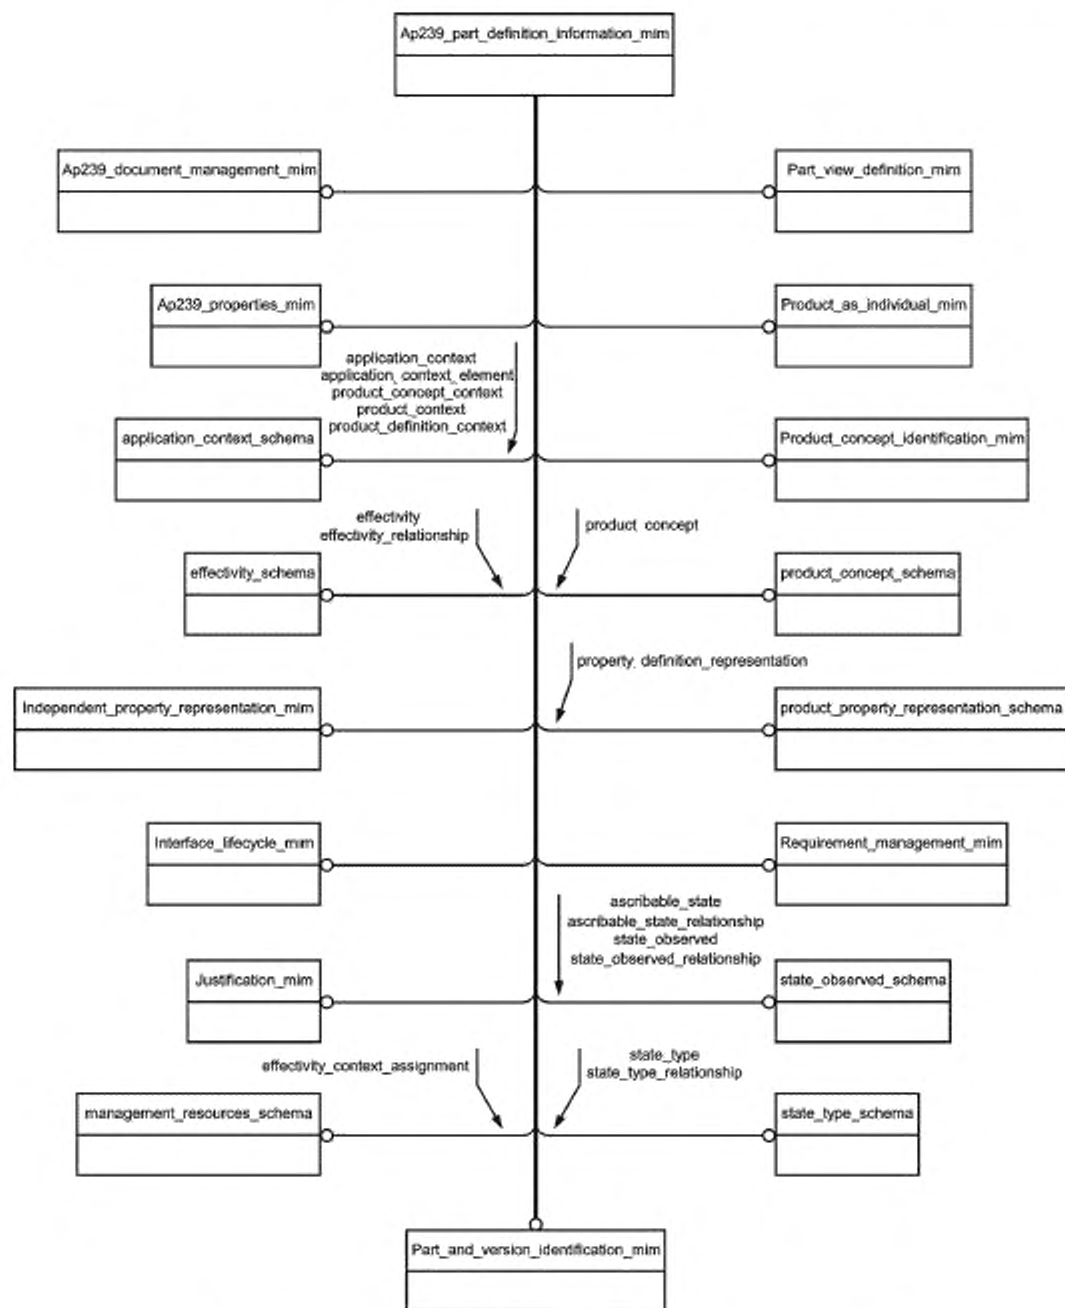 Ap239_part_definition_information_mim
Ap239_document_management_mim
Part_view_definition_mim
Ap239_properties_mim
Product_as_individual_mim
application_context
application_context_element
product_concept_context
product_context
product_definition_context
application_context_schema
Product_concept_identification_mim
effectivity
effectivity_relationship
product_concept
effectivity_schema
product_concept_schema
property_definition_representation
Independent_property_representation_mim
product_property_representation_schema
Interface_lifecycle_mim
Requirement_management_mim
ascribable_state
ascribable_state_relationship
state_observed
state_observed_relationship
Justification_mim
state_observed_schema
effectivity_context_assignment
state_type
state_type_relationship
management_resources_schema
state_type_schema
Part_and_version_identification_mim